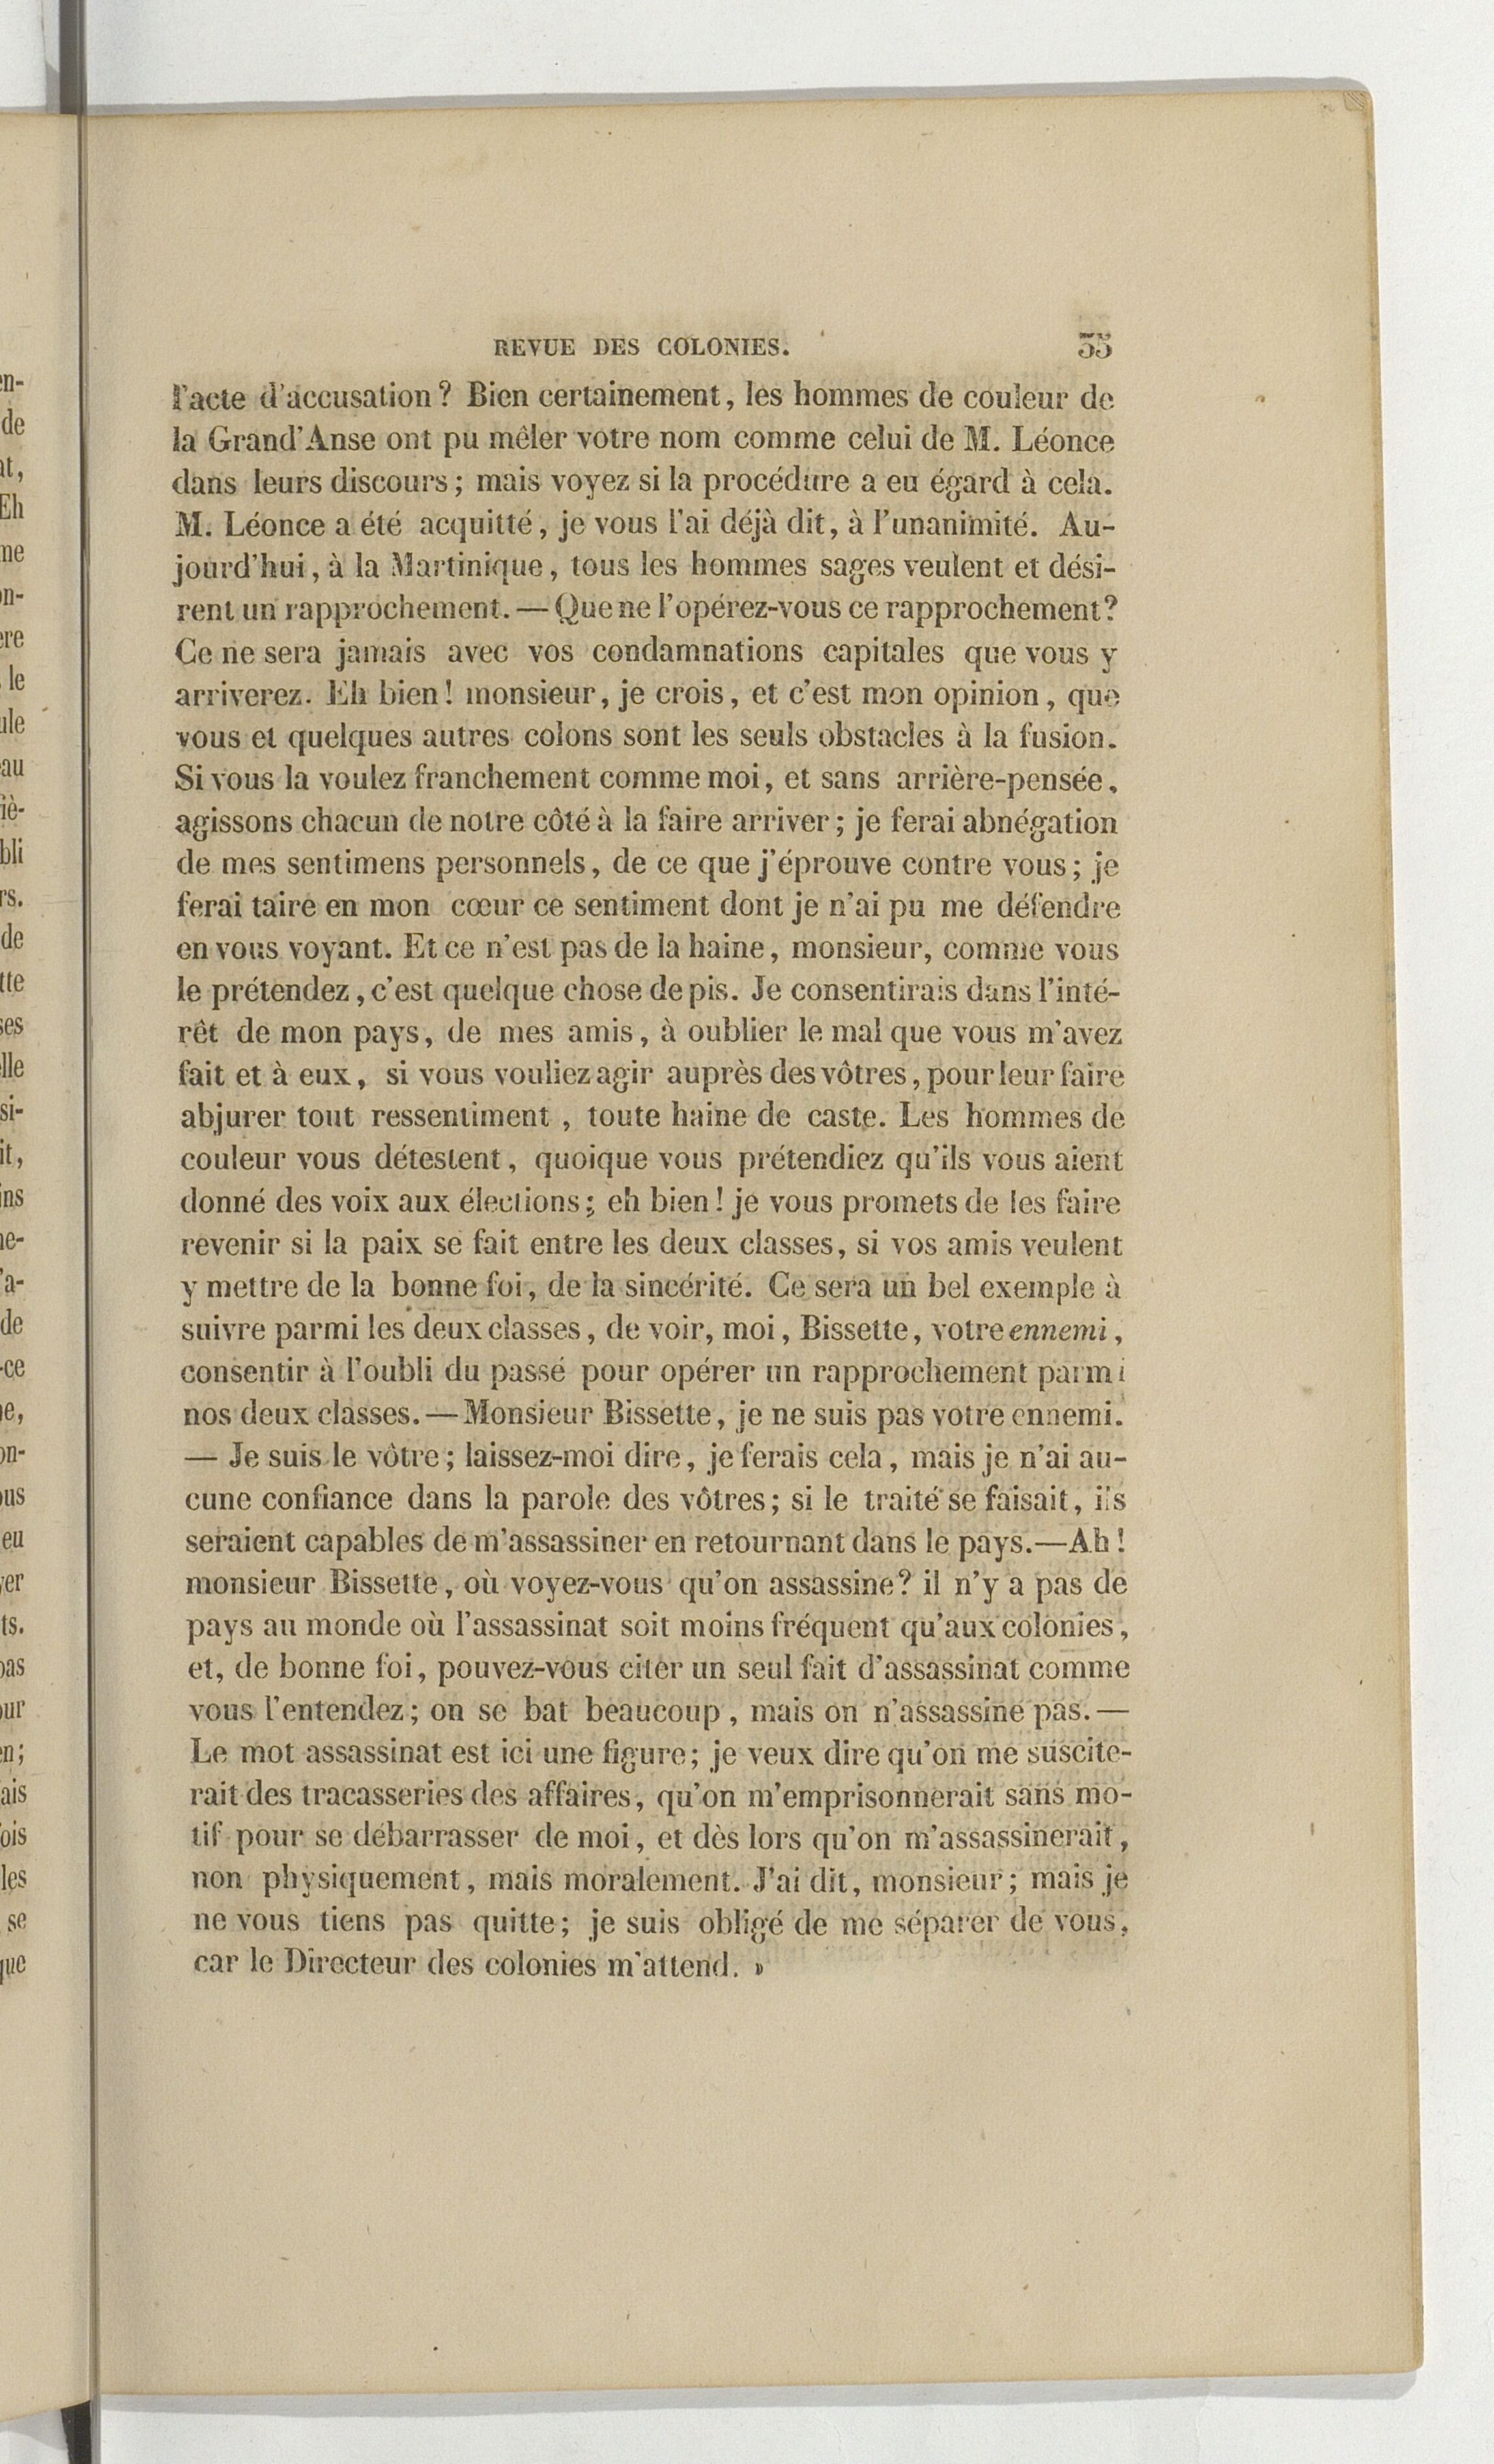 REVUE DES COLONIES. 35
l'acte d'accusation? Bien certainement, les hommes de couleur de
la Grand'Anse ont pu mêler votre nom comme celui de M. Léonce
dans leurs discours; mais voyez si la procédure a eu égard à cela.
M. Léonce a été acquitté, je vous l'ai déjà dit, à l'unanimité. Au-
jourd'hui, à la Martinique, tous les hommes sages veulent et dési-
rent un rapprochement. — Que ne l'opérez-vous ce rapprochement?
Ce ne sera jamais avec vos condamnations capitales que vous y
arriverez. Eh bien! monsieur, je crois, et c'est mon opinion, que
vous et quelques autres colons sont les seuls obstacles à la fusion.
Si vous la voulez franchement comme moi, et sans arrière-pensée,
agissons chacun de notre côté à la faire arriver; je ferai abnégation
de mes sentimens personnels, de ce que j'éprouve contre vous; je
ferai taire en mon cœur ce sentiment dont je n'ai pu me défendre
en vous voyant. Et ce n'est pas de la haine, monsieur, comme vous
le prétendez, c'est quelque chose de pis. Je consentirais dans l'inté-
rêt de mon pays, de mes amis, à oublier le mal que vous m'avez
fait et à eux, si vous vouliez agir auprès des vôtres, pour leur faire
abjurer tout ressentiment, toute haine de caste. Les hommes de
couleur vous détestent, quoique vous prétendiez qu'ils vous aient
donné des voix aux élections; eh bien! je vous promets de les faire
revenir si la paix se fait entre les deux classes, si vos amis veulent
y mettre de la bonne foi, de la sincérité. Ce sera un bel exemple à
suivre parmi les deux classes, de voir, moi, Bissette, votre ennemi,
consentir à l'oubli du passé pour opérer un rapprochement parmi
nos deux classes. — Monsieur Bissette, je ne suis pas votre ennemi.
— Je suis le vôtre; laissez-moi dire, je ferais cela, mais je n'ai au-
cune confiance dans la parole des vôtres; si le traité se faisait, ils
seraient capables de m'assassiner en retournant dans le pays. — Ah!
monsieur Bissette, où voyez-vous qu'on assassine? il n'y a pas de
pays au monde où l'assassinat soit moins fréquent qu'aux colonies,
et, de bonne foi, pouvez-vous citer un seul fait d'assassinat comme
vous l'entendez; on se bat beaucoup, mais on n'assassine pas. —
Le mot assassinat est ici une figure; je veux dire qu'on me suscite-
rait des tracasseries des affaires, qu'on m'emprisonnerait sans mo-
tif pour se débarrasser de moi, et dès lors qu'on m'assassinerait,
non physiquement, mais moralement. J'ai dit, monsieur; mais je
ne vous tiens pas quitte; je suis obligé de me séparer de vous,
car le Directeur des colonies m'attend. »